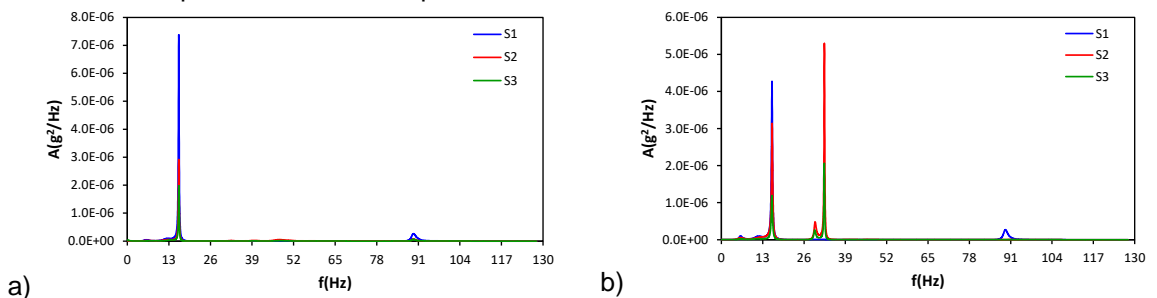 8.0E-06
7.0E-06
6.0E-06
5.0E-06
4.0E-06
3.0E-06
2.0E-06
1.0E-06
0.0E+00
A(g²/Hz)
S1
S2
S3
0 13 26 39 52 65 78 91 104 117 130
f(Hz)
a)
6.0E-06
5.0E-06
4.0E-06
3.0E-06
2.0E-06
1.0E-06
0.0E+00
A(g²/Hz)
S1
S2
S3
0 13 26 39 52 65 78 91 104 117 130
f(Hz)
b)